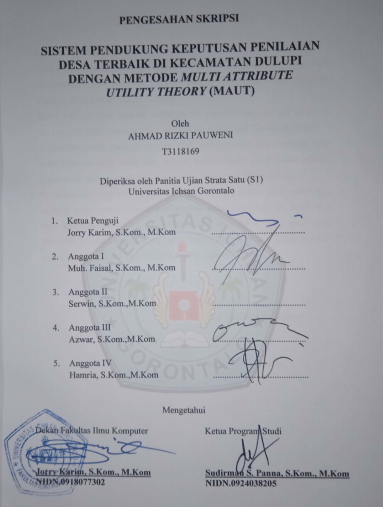 PENGESAHAN SKRIPSI
SISTEM PENDUKUNG KEPUTUSAN PENILAIAN
DESA TERBAIK DI KECAMATAN DULUPI
DENGAN METODE MULTI ATTRIBUTE
UTILITY THEORY (MAUT)
Oleh
AHMAD RIZKI PAUWENI
T3118169
Diperiksa oleh Panitia Ujian Strata Satu (S1)
Universitas Ichsan Gorontalo
1. Ketua Penguji
Jorry Karim, S.Kom., M.Kom
2. Anggota I
Muh. Faisal, S.Kom., M.Kom
3. Anggota II
Serwin, S.Kom.,M.Kom
4. Anggota III
Azwar, S.Kom.,M.Kom
5. Anggota IV
Hamria, S.Kom.,M.Kom
Mengetahui
Dekan Fakultas Ilmu Komputer
Ketua Program Studi
Jorry Karim, S.Kom., M.Kom
NIDN.0918077302
Sudirman S. Panna, S.Kom., M.Kom
NIDN.0924038205